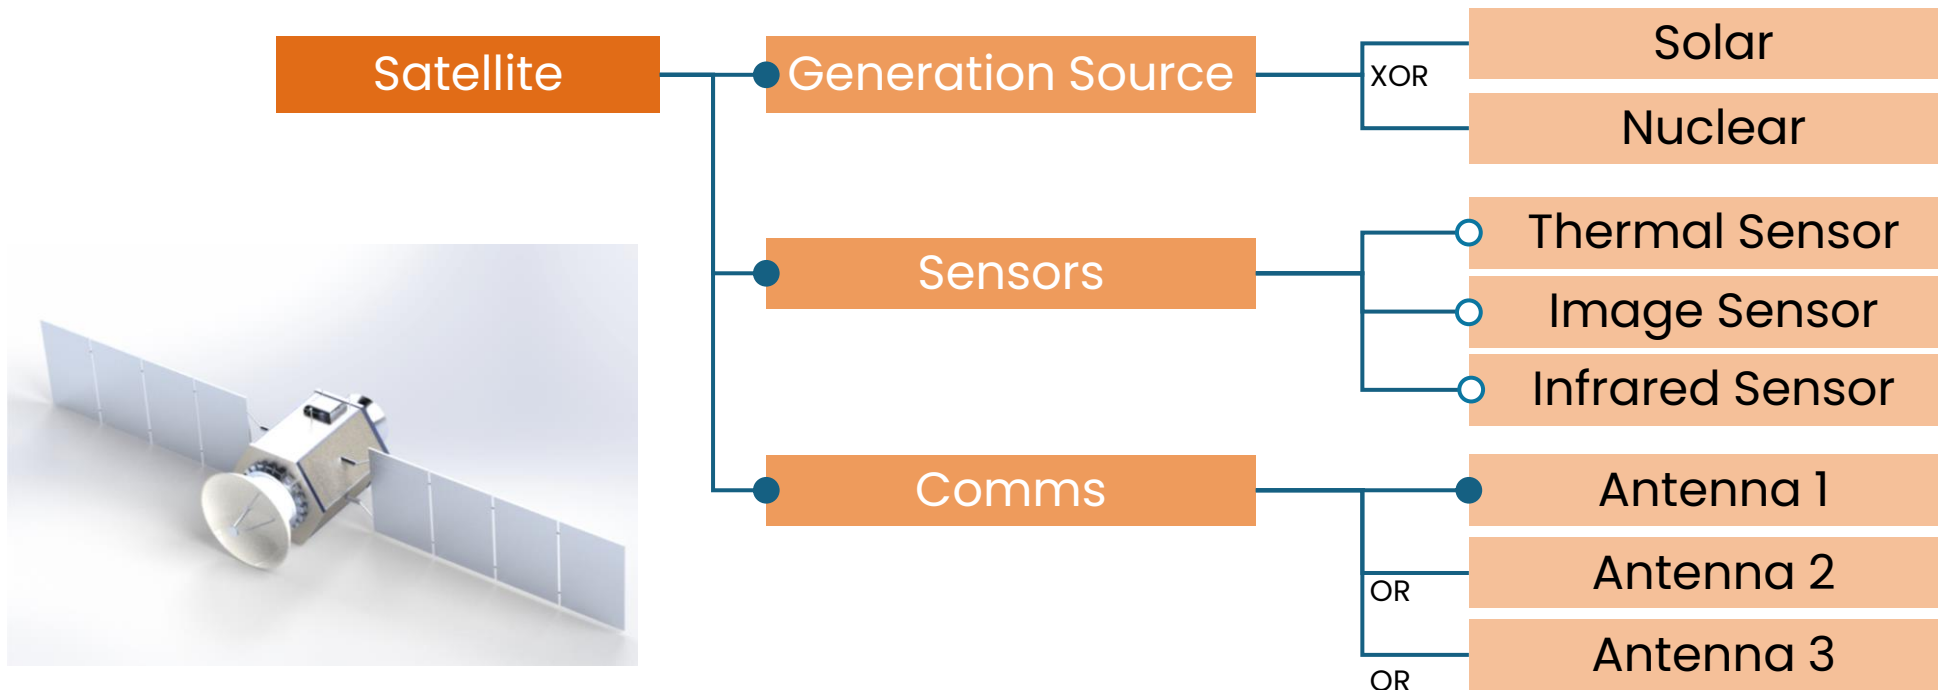 Satellite
Generation Source
XOR
Solar
Nuclear
Sensors
Thermal Sensor
Image Sensor
Infrared Sensor
Comms
Antenna 1
OR
Antenna 2
OR
Antenna 3